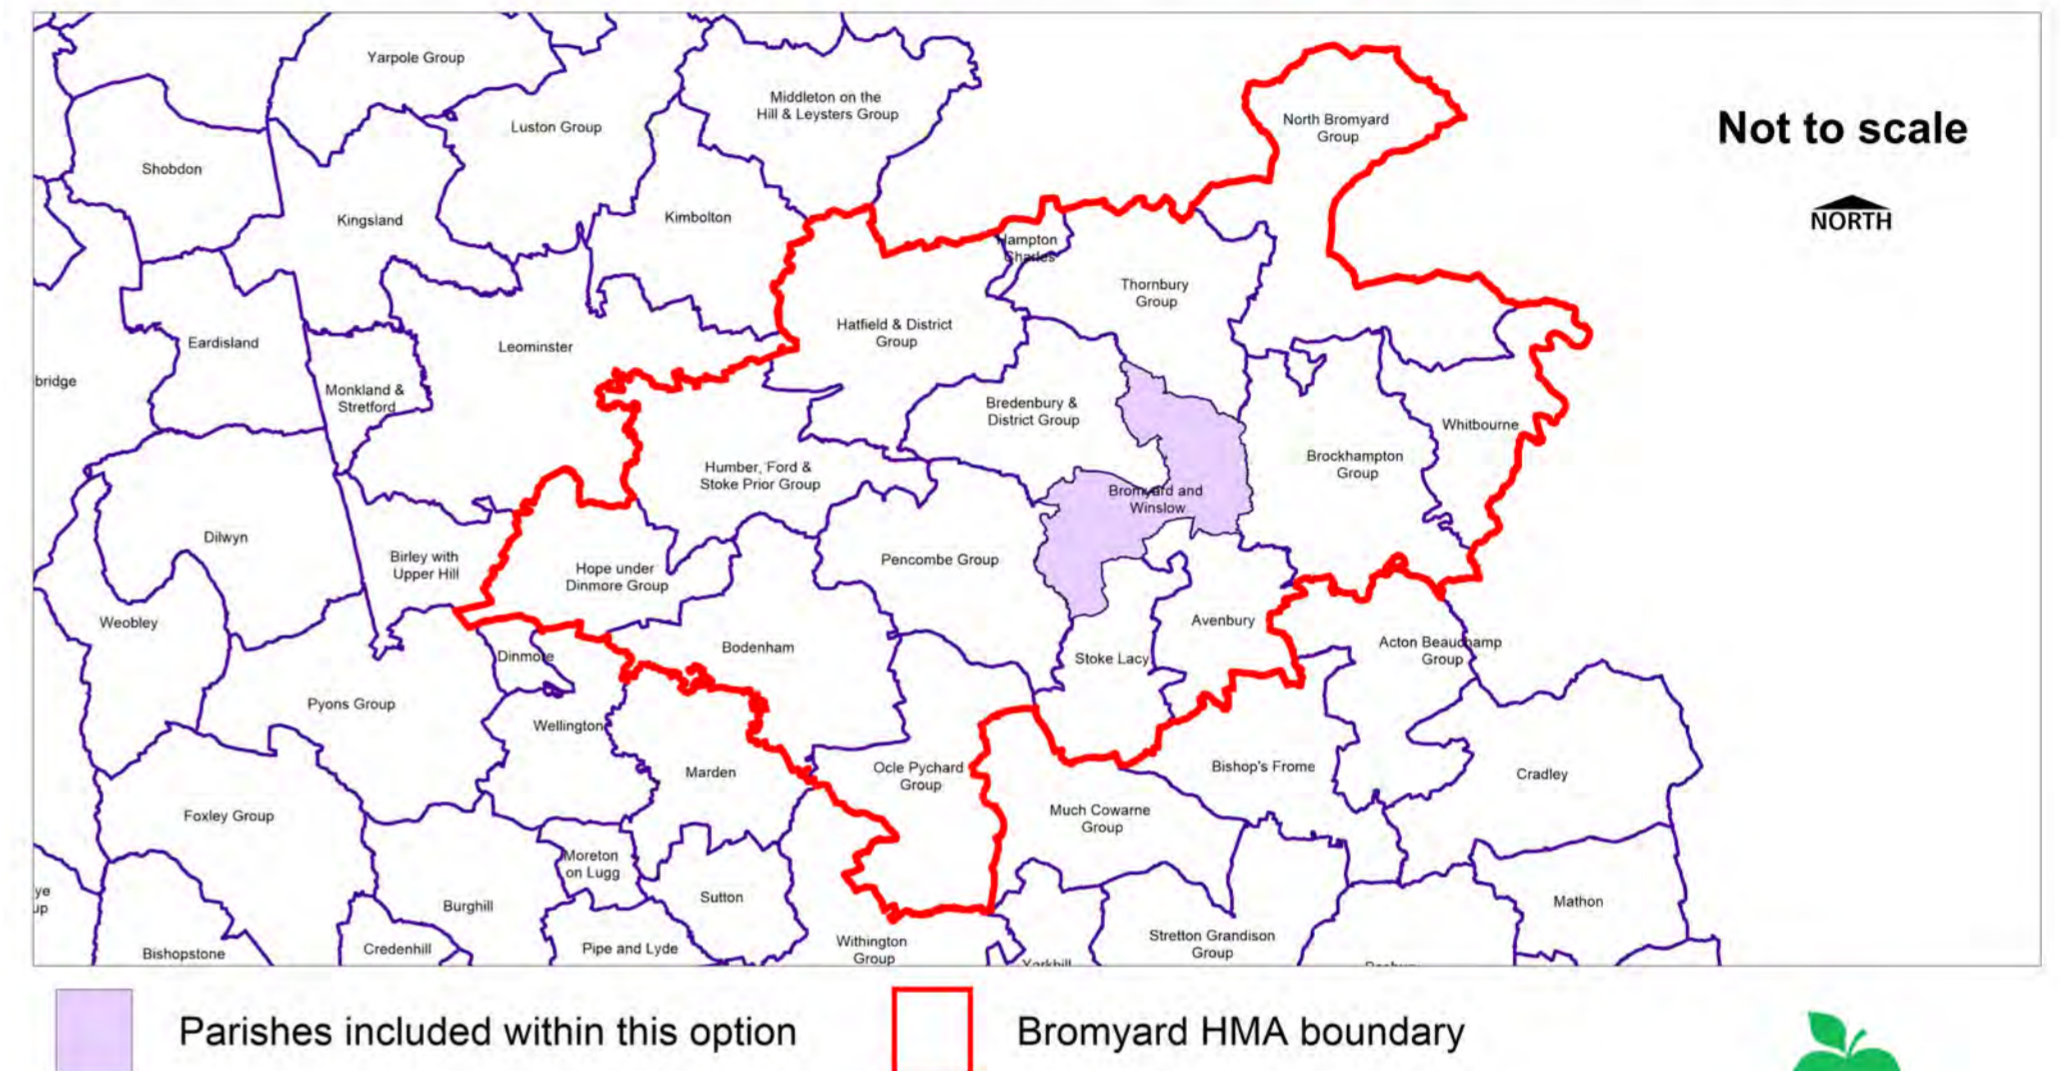 Yarpole Group
Middleton on the
Hill & Leysters Group
Luston Group
North Bromyard
Group
Not to scale
NORTH
Shobdon
Kingsland
Kimbolton
Hampton
Charles
Thornbury
Group
Hatfield & District
Group
Eardisland
Leominster
bridge
Monkland &
Stretford
Bredenbury &
District Group
Whitbourne
Brockhampton
Group
Humber, Ford &
Stoke Prior Group
Bromyard and
Winslow
Dilwyn
Birley with
Upper Hill
Hope under
Dinmore Group
Pencombe Group
Weobley
Avenbury
Acton Beauchamp
Group
Dinmore
Bodenham
Stoke Lacy
Pyons Group
Wellington
Marden
Ocle Pychard
Group
Bishop's Frome
Cradley
Foxley Group
Much Cowarne
Group
Moreton
on Lugg
ye
up
Sutton
Burghill
Mathon
Bishopstone
Credenhill
Pipe and Lyde
Withington
Group
Stretton Grandison
Group
Yarkhill
Parishes included within this option
Bromyard HMA boundary